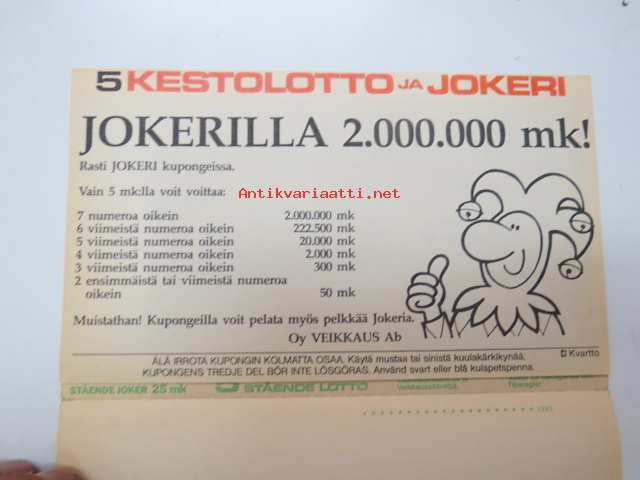 5 KESTOLOTTO JA JOKERI
JOKERILLA 2.000.000 mk!
Rasti JOKERI kupongeissa.
Vain 5 mk:lla voit voittaa:
Antikvariaatti.net
7 numeroa oikein 2.000.000 mk
6 viimeistä numeroa oikein 222.500 mk
5 viimeistä numeroa oikein 20.000 mk
4 viimeistä numeroa oikein 2.000 mk
3 viimeistä numeroa oikein 300 mk
2 ensimmäistä tai viimeistä numeroa
oikein 50 mk
Muistathan! Kupongeilla voit pelata myös pelkkää Jokeria.
Oy VEIKKAUS Ab
ÄLÄ IRROTA KUPONGIN KOLMATTA OSAA. Käytä mustaa tai sinistä kuulakärkikynää.
Kvartto
KUPONGENS TREDJE DEL BÖR INTE LÖSGÖRAS. Använd svart eller blå kulspetspenna.
STÅENDE JOKER 25 mk
5 STÅENDE LOTTO